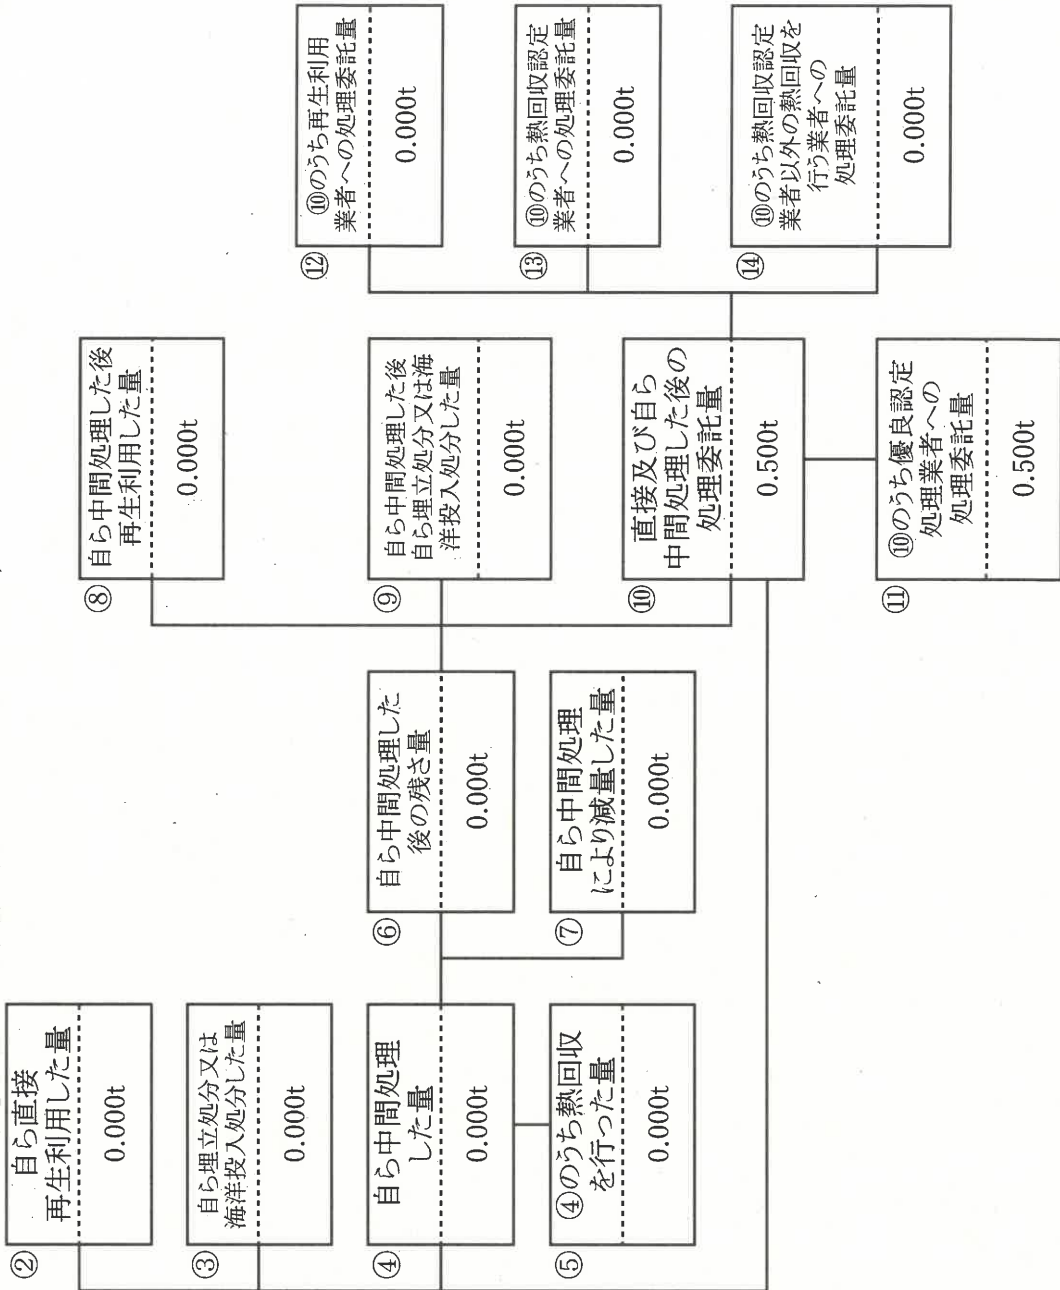 ②
自ら直接
再生利用した量
0.000t
③
自ら埋立処分又は
海洋投入処分した量
0.000t
④
自ら中間処理
した量
0.000t
⑤
④のうち熱回収
を行った量
0.000t
⑥
自ら中間処理した
後の残さ量
0.000t
⑦
自ら中間処理
により減量した量
0.000t
⑧
自ら中間処理した後
再生利用した量
0.000t
⑨
自ら中間処理した後
自ら埋立処分又は海
洋投入処分した量
0.000t
⑩
直接及び自ら
中間処理した後の
処理委託量
0.500t
⑪
⑩のうち優良認定
処理業者への
処理委託量
0.500t
⑫
⑩のうち再生利用
業者への処理委託量
0.000t
⑬
⑩のうち熱回収認定
業者への処理委託量
0.000t
⑭
⑩のうち熱回収認定
業者以外の熱回収を
行う業者への
処理委託量
0.000t